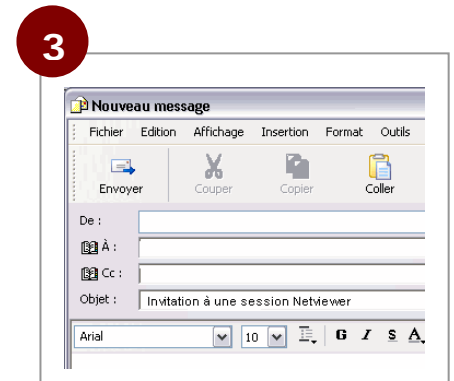 3
Nouveau message
Fichier Edition Affichage Insertion Format Outils
Envoyer Couper Copier Coller
De :
À :
Cc :
Objet : Invitation à une session Netviewer
Arial 10 G I S A